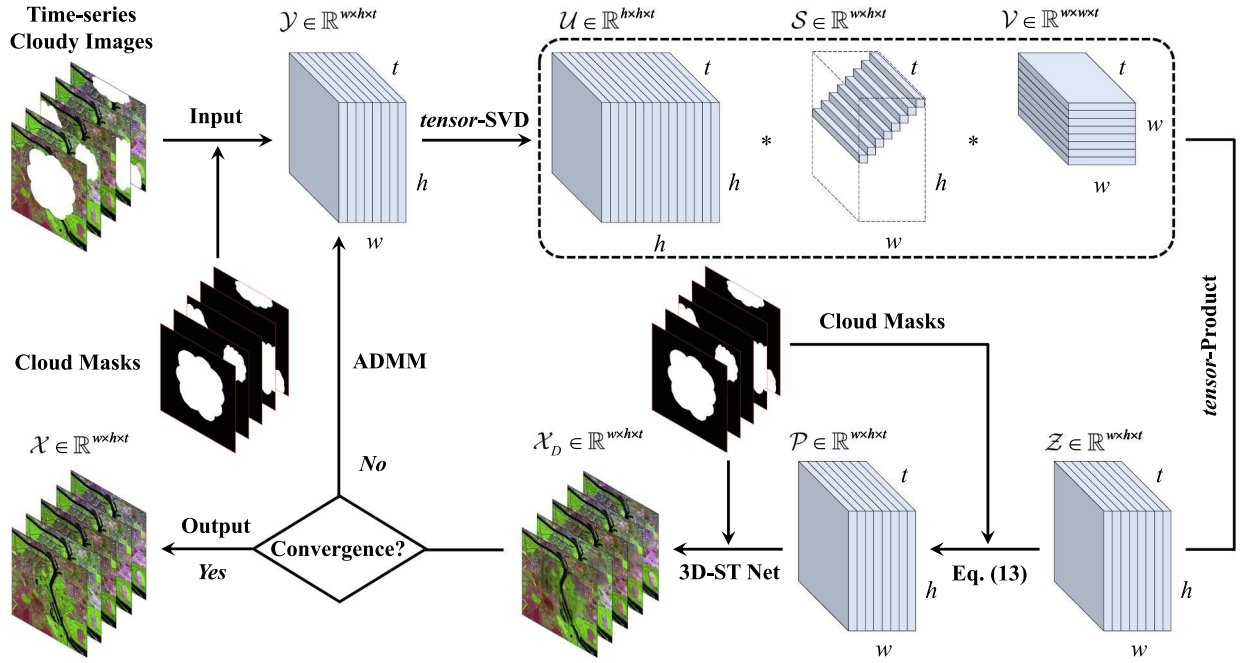 Time-series
Cloudy Images
𝒴 ∈ ℝ^{w×h×t}
𝒰 ∈ ℝ^{h×h×t}
𝒮 ∈ ℝ^{w×h×t}
𝒱 ∈ ℝ^{w×w×t}
t
t
t
t
Input
tensor-SVD
*
*
w
h
h
h
w
w
h
w
tensor-Product
Cloud Masks
Cloud Masks
ADMM
𝒳 ∈ ℝ^{w×h×t}
𝒳_D ∈ ℝ^{w×h×t}
𝒫 ∈ ℝ^{w×h×t}
𝒵 ∈ ℝ^{w×h×t}
No
t
t
Output
Convergence?
Yes
3D-ST Net
h
Eq. (13)
h
w
w